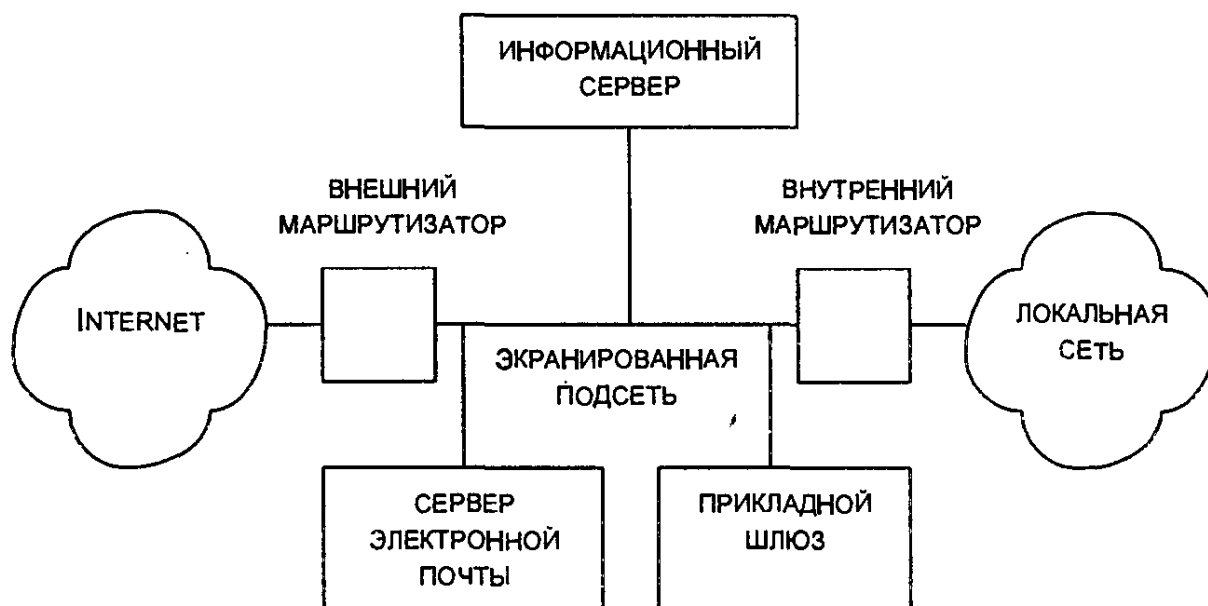 ИНФОРМАЦИОННЫЙ
СЕРВЕР
ВНЕШНИЙ
МАРШРУТИЗАТОР
ВНУТРЕННИЙ
МАРШРУТИЗАТОР
INTERNET
ЭКРАНИРОВАННАЯ
ПОДСЕТЬ
ЛОКАЛЬНАЯ
СЕТЬ
СЕРВЕР
ЭЛЕКТРОННОЙ
ПОЧТЫ
ПРИКЛАДНОЙ
ШЛЮЗ